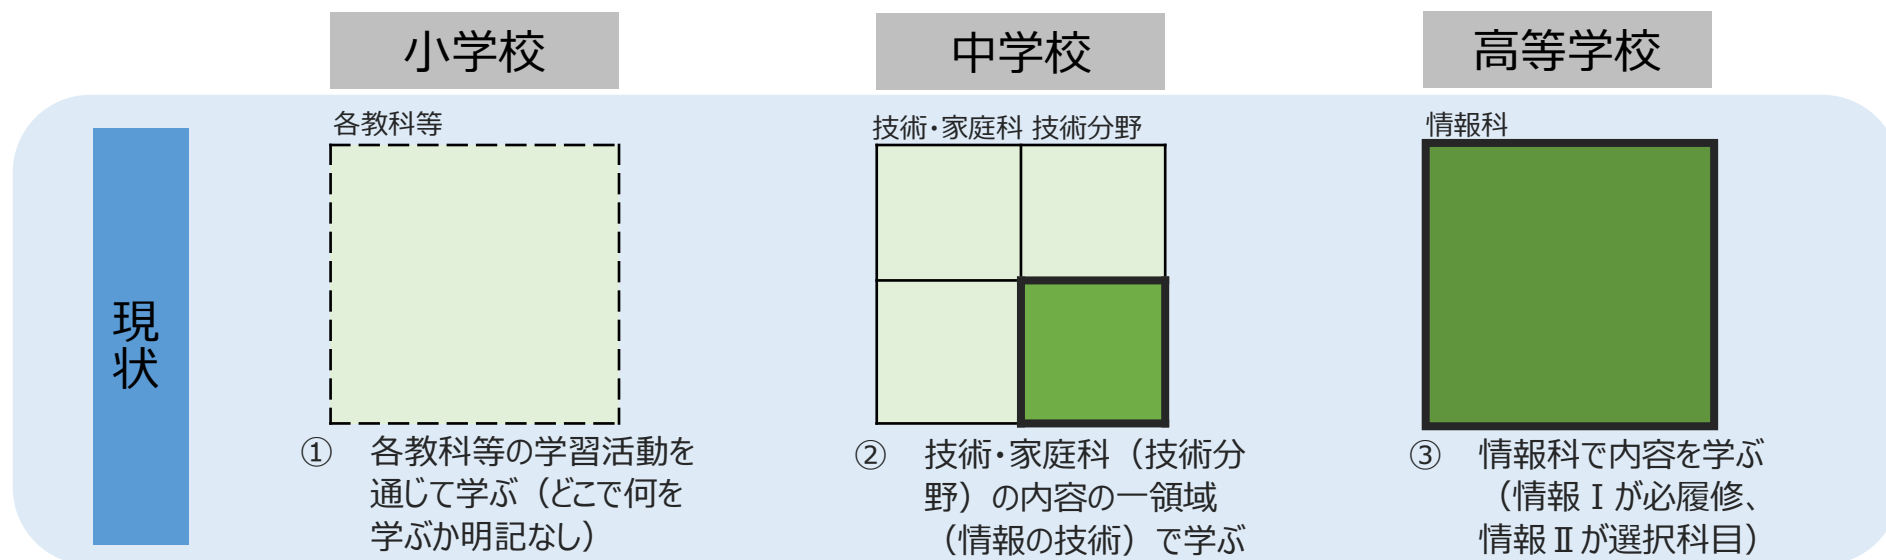 小学校
中学校
高等学校
現状
各教科等
技術・家庭科 技術分野
情報科
① 各教科等の学習活動を
通じて学ぶ（どこで何を
学ぶか明記なし）
② 技術・家庭科（技術分
野）の内容の一領域
（情報の技術）で学ぶ
③ 情報科で内容を学ぶ
（情報Ⅰが必履修、
情報Ⅱが選択科目）